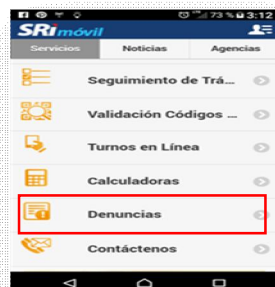 73 % 3:12
SRi móvil
Servicios Noticias Agencias
Seguimiento de Trá...
Validación Códigos ...
Turnos en Línea
Calculadoras
Denuncias
Contáctenos